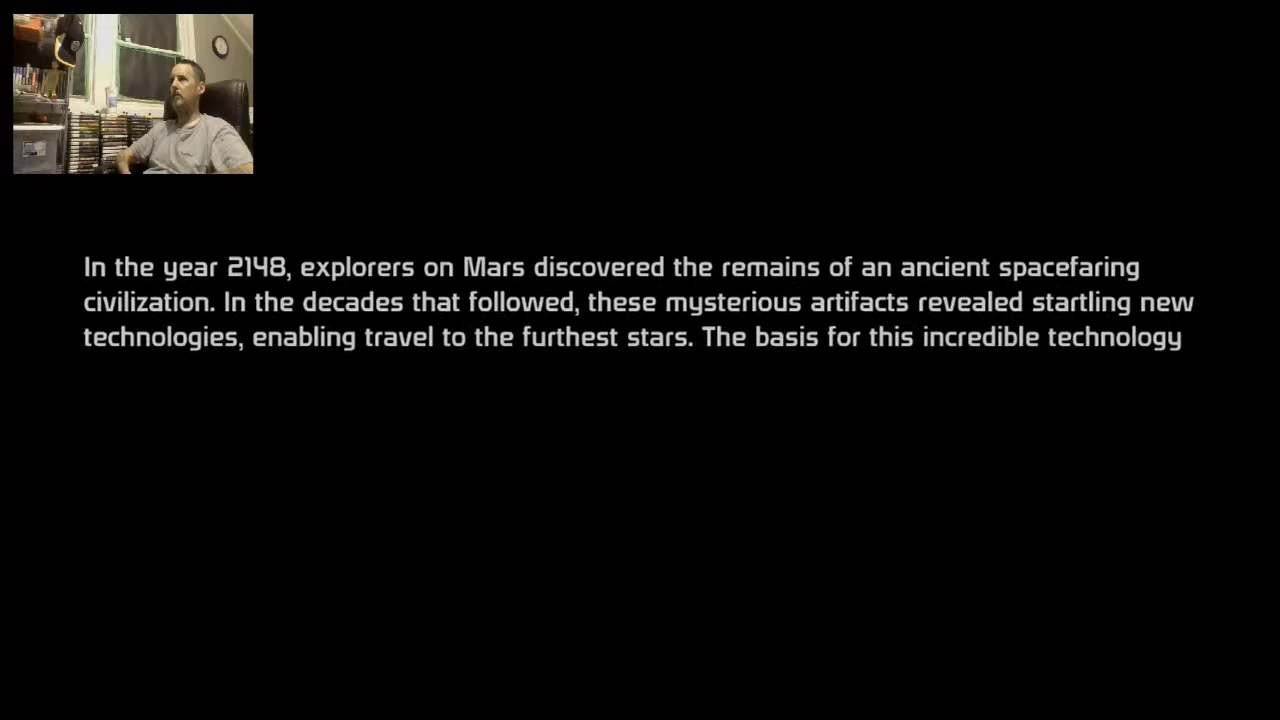 In the year 2148, explorers on Mars discovered the remains of an ancient spacefaring
civilization. In the decades that followed, these mysterious artifacts revealed startling new
technologies, enabling travel to the furthest stars. The basis for this incredible technology